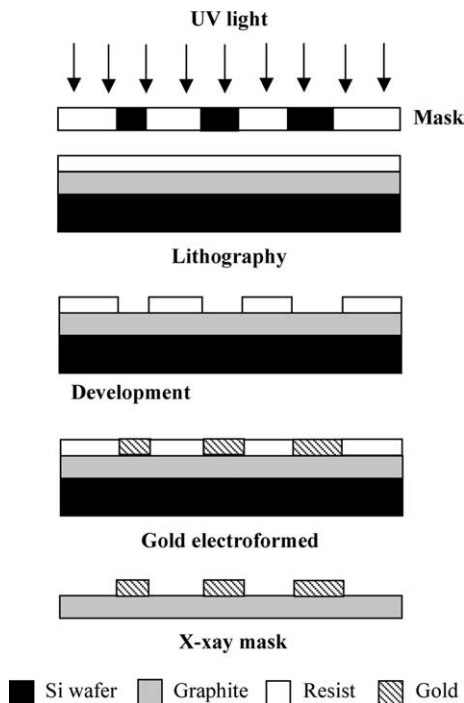 UV light
Mask
Lithography
Development
Gold electroformed
X-xay mask
Si wafer Graphite Resist Gold